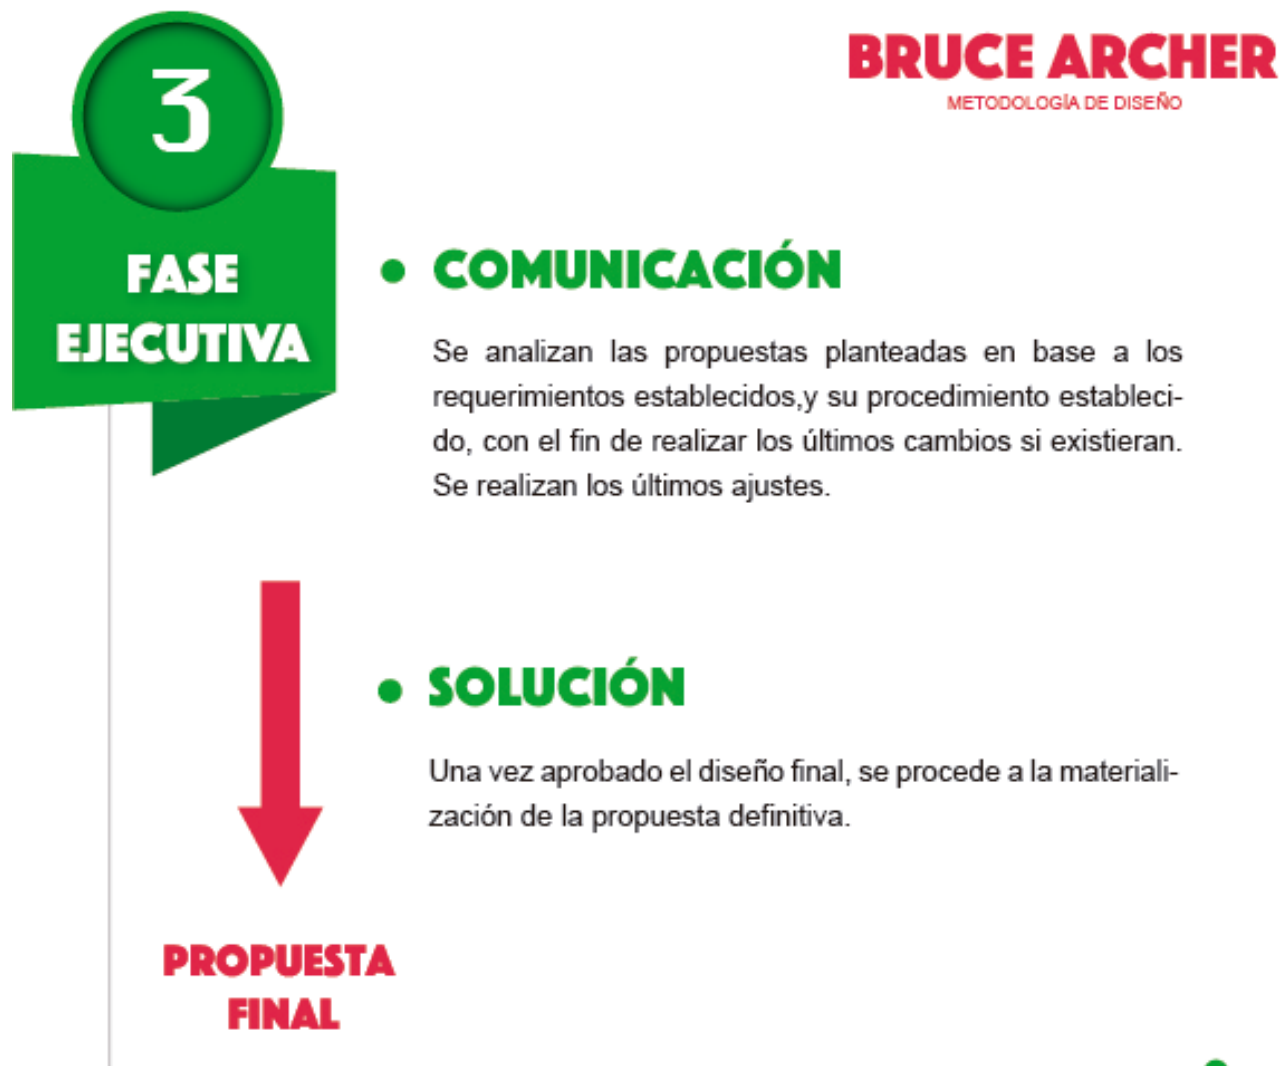 3
BRUCE ARCHER
METODOLOGÍA DE DISEÑO
FASE
EJECUTIVA
• COMUNICACIÓN
Se analizan las propuestas planteadas en base a los
requerimientos establecidos,y su procedimiento estableci-
do, con el fin de realizar los últimos cambios si existieran.
Se realizan los últimos ajustes.
• SOLUCIÓN
Una vez aprobado el diseño final, se procede a la materiali-
zación de la propuesta definitiva.
PROPUESTA
FINAL